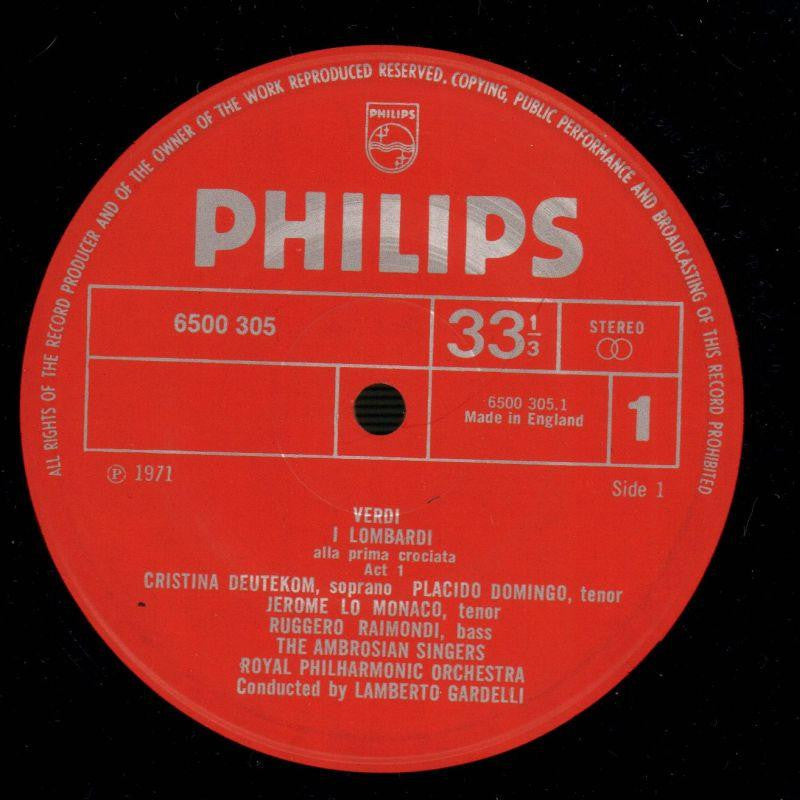 ALL RIGHTS OF THE RECORD PRODUCER AND OF THE OWNER OF THE WORK REPRODUCED RESERVED. COPYING, PUBLIC PERFORMANCE AND BROADCASTING OF THIS RECORD PROHIBITED
PHILIPS
PHILIPS
6500 305
33 1/3
STEREO
6500 305.1
Made in England
1
℗ 1971
Side 1
VERDI
I LOMBARDI
alla prima crociata
Act 1
CRISTINA DEUTEKOM, soprano PLACIDO DOMINGO, tenor
JEROME LO MONACO, tenor
RUGGERO RAIMONDI, bass
THE AMBROSIAN SINGERS
ROYAL PHILHARMONIC ORCHESTRA
Conducted by LAMBERTO GARDELLI